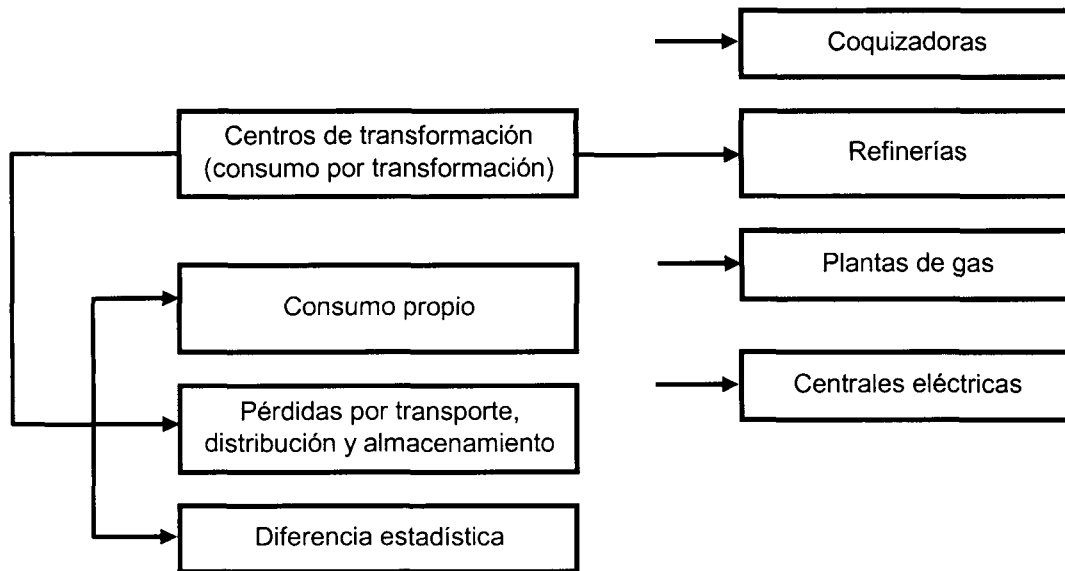 Coquizadoras
Centros de transformación
(consumo por transformación)
Refinerías
Plantas de gas
Consumo propio
Centrales eléctricas
Pérdidas por transporte,
distribución y almacenamiento
Diferencia estadística